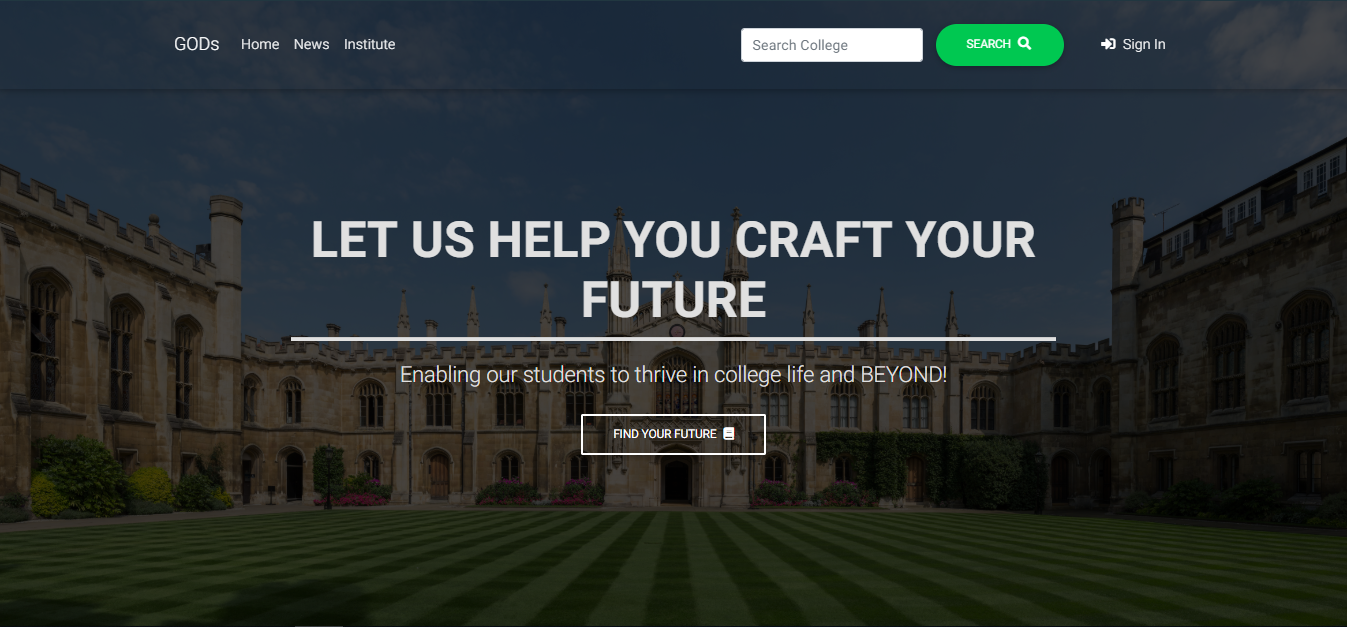 GODs Home News Institute Search College SEARCH Sign In
LET US HELP YOU CRAFT YOUR
FUTURE
Enabling our students to thrive in college life and BEYOND!
FIND YOUR FUTURE